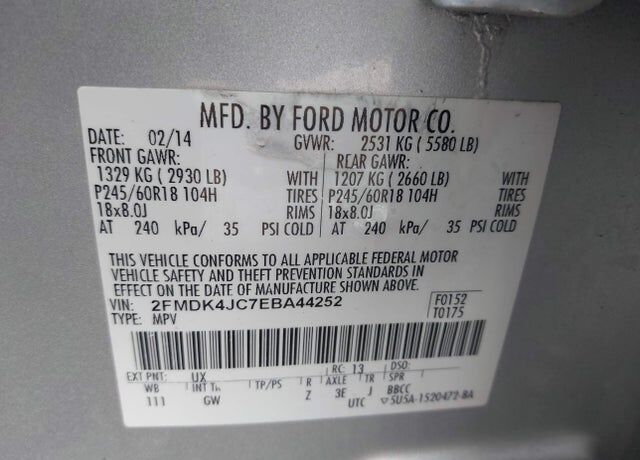 MFD. BY FORD MOTOR CO.
DATE: 02/14 GVWR: 2531 KG ( 5580 LB)
FRONT GAWR: REAR GAWR:
1329 KG ( 2930 LB) WITH 1207 KG ( 2660 LB) WITH
P245/60R18 104H TIRES P245/60R18 104H TIRES
18x8.0J RIMS 18x8.0J RIMS
AT 240 kPa/ 35 PSI COLD AT 240 kPa/ 35 PSI COLD
THIS VEHICLE CONFORMS TO ALL APPLICABLE FEDERAL MOTOR
VEHICLE SAFETY AND THEFT PREVENTION STANDARDS IN
EFFECT ON THE DATE OF MANUFACTURE SHOWN ABOVE.
VIN: 2FMDK4JC7EBA44252 F0152
TYPE: MPV T0175
EXT PNT: UX RC: 13 DSO:
WB INT TR TP/PS R AXLE TR SPR
111 GW Z 3E J BBCC
UTC ▽5U5A-1520472-BA